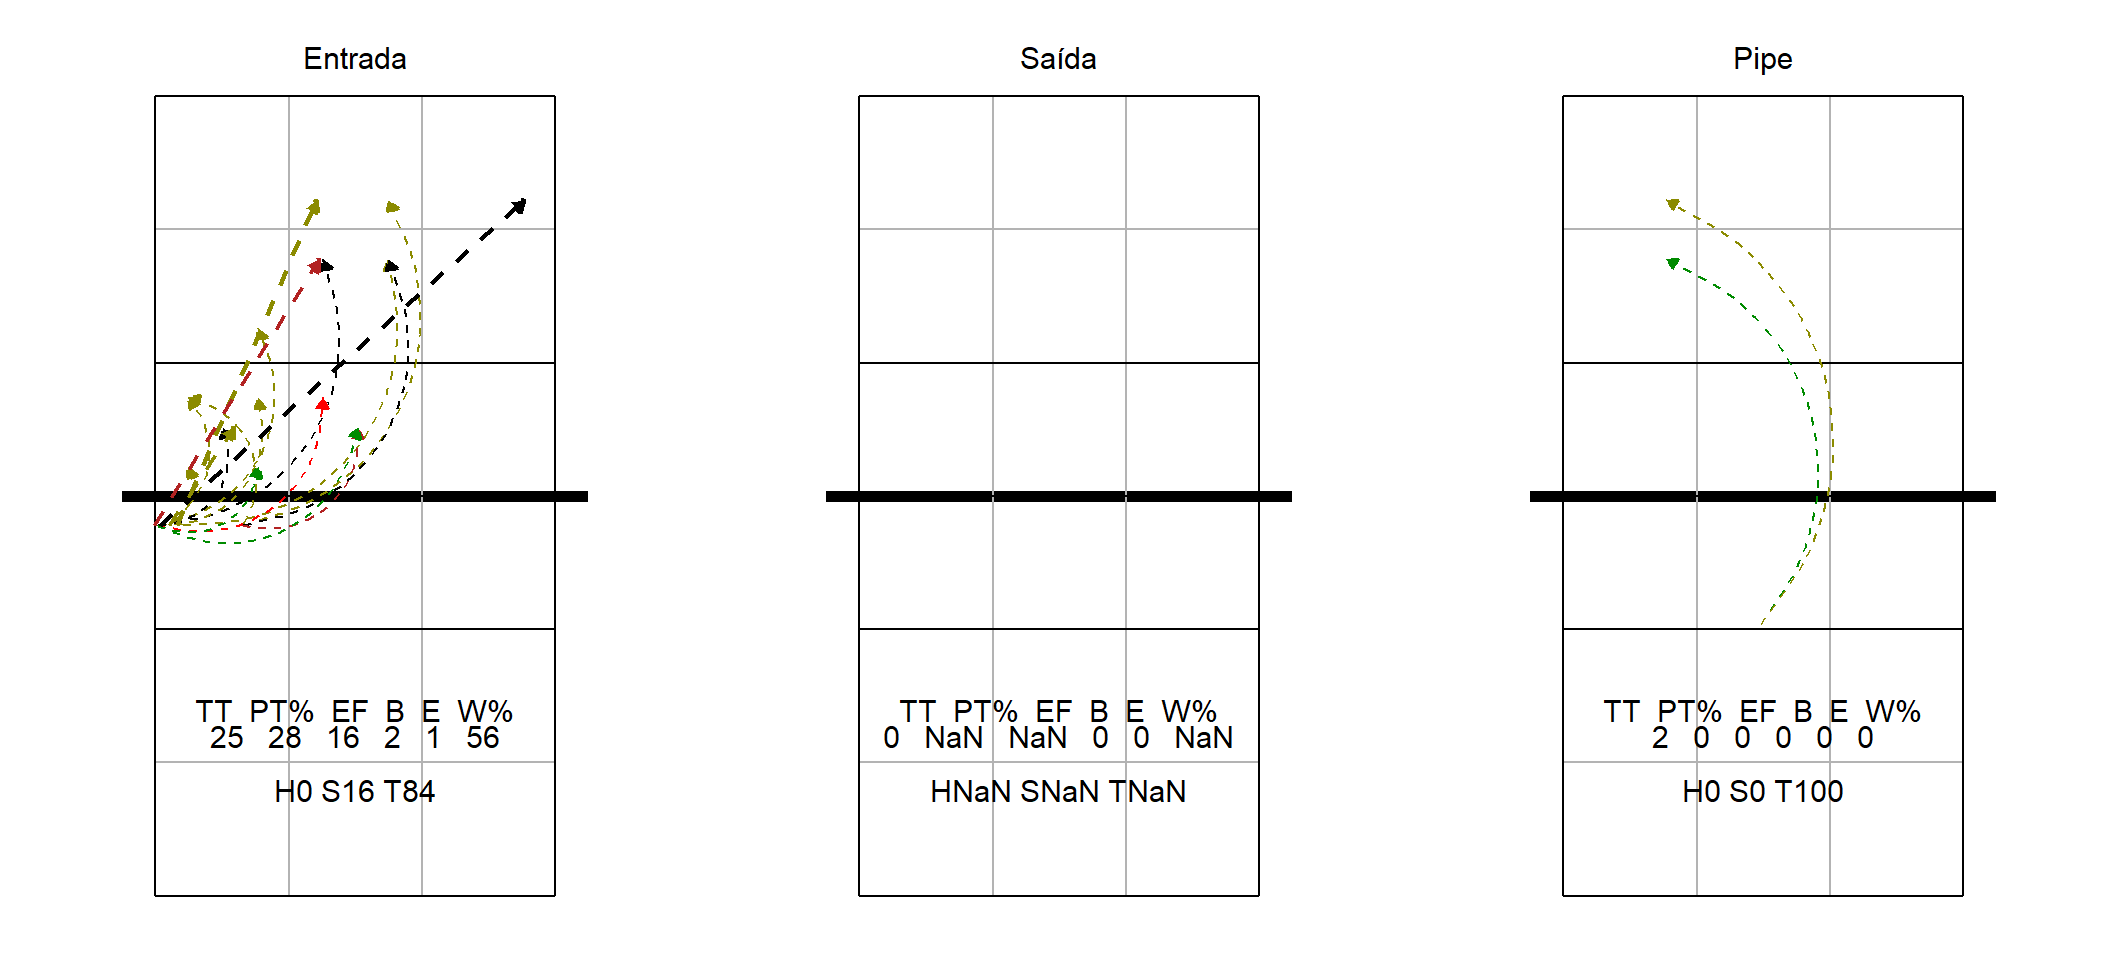 Entrada
TT PT% EF B E W%
25 28 16 2 1 56
H0 S16 T84
Saída
TT PT% EF B E W%
0 NaN NaN 0 0 NaN
HNaN SNaN TNaN
Pipe
TT PT% EF B E W%
2 0 0 0 0 0
H0 S0 T100